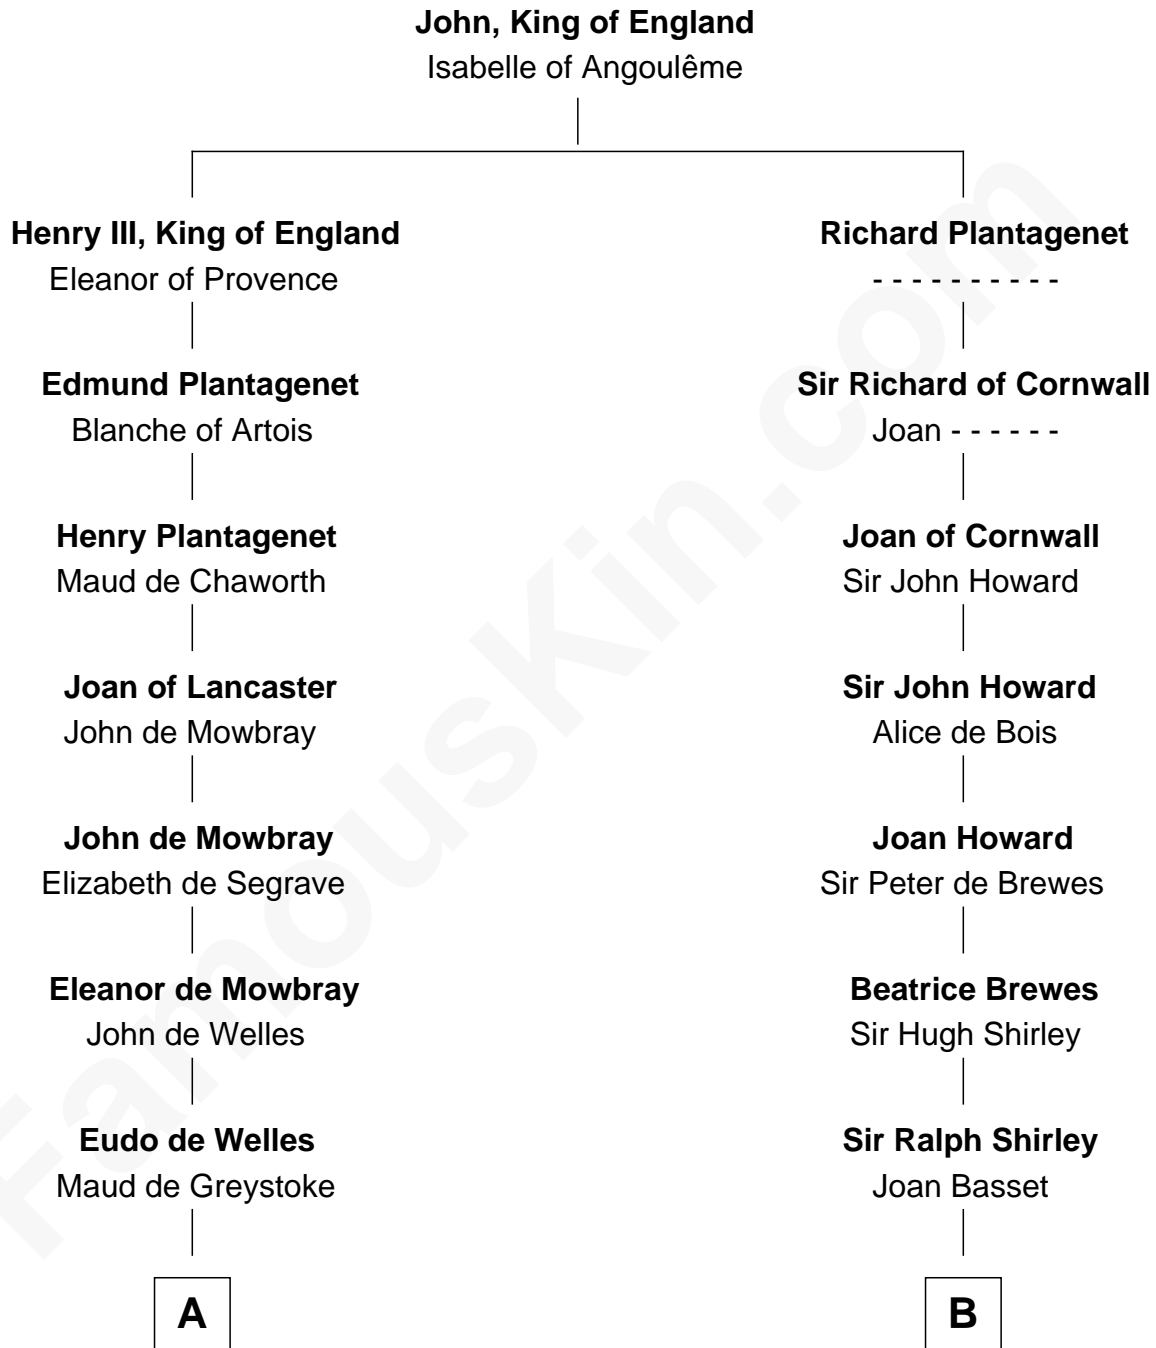 John, King of England
Isabelle of Angoulême
Henry III, King of England
Eleanor of Provence
Richard Plantagenet
- - - - - - - - - -
Edmund Plantagenet
Blanche of Artois
Sir Richard of Cornwall
Joan - - - - - -
Henry Plantagenet
Maud de Chaworth
Joan of Cornwall
Sir John Howard
Joan of Lancaster
John de Mowbray
Sir John Howard
Alice de Bois
John de Mowbray
Elizabeth de Segrave
Joan Howard
Sir Peter de Brewes
Eleanor de Mowbray
John de Welles
Beatrice Brewes
Sir Hugh Shirley
Eudo de Welles
Maud de Greystoke
Sir Ralph Shirley
Joan Basset
A
B
FamousKin.com